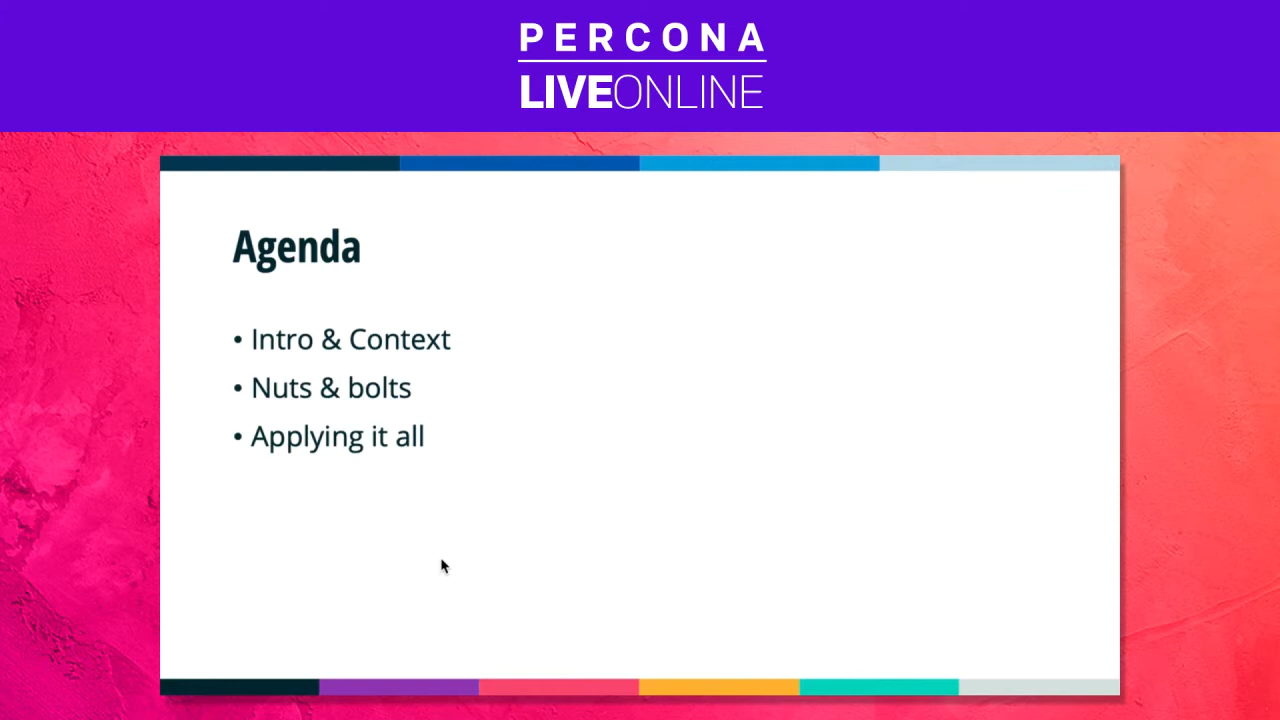 PERCONA
LIVEONLINE
Agenda
• Intro & Context
• Nuts & bolts
• Applying it all